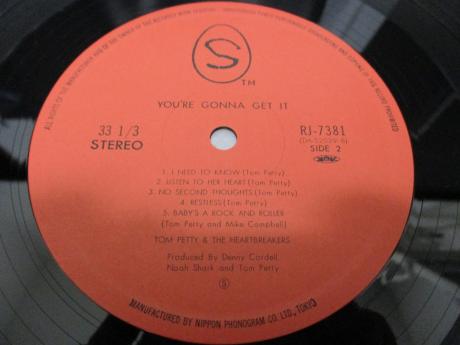 S
TM
YOU'RE GONNA GET IT
33 1/3
STEREO
RJ-7381
(DA-52029-B)
SIDE 2
1. I NEED TO KNOW (Tom Petty)
2. LISTEN TO HER HEART (Tom Petty)
3. NO SECOND THOUGHTS (Tom Petty)
4. RESTLESS (Tom Petty)
5. BABY'S A ROCK AND ROLLER
(Tom Petty and Mike Campbell)
TOM PETTY & THE HEARTBREAKERS
Produced By Denny Cordell,
Noah Shark and Tom Petty
S
MANUFACTURED BY NIPPON PHONOGRAM CO., LTD., TOKYO